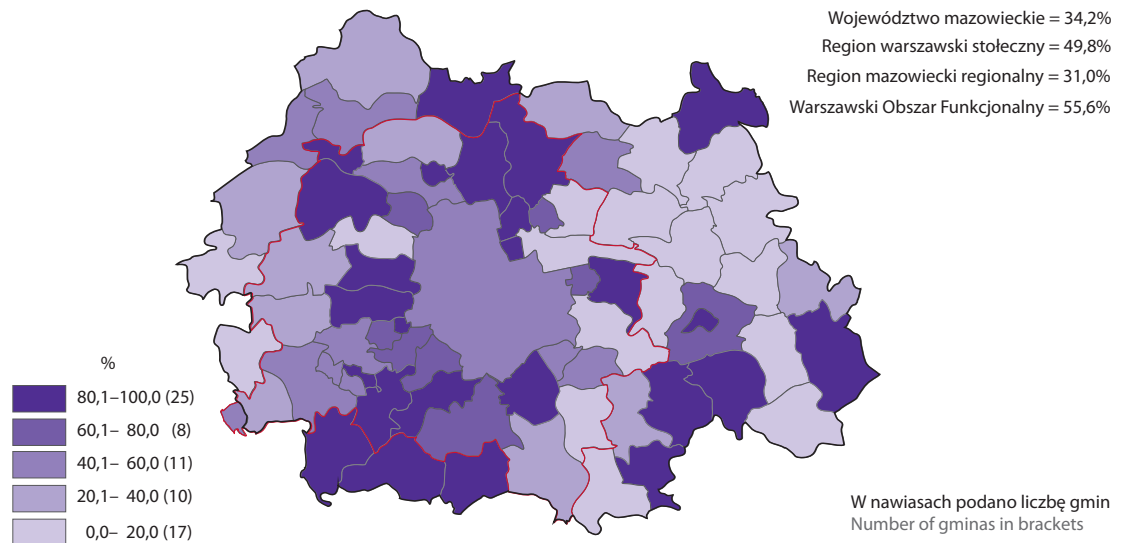 Województwo mazowieckie = 34,2%
Region warszawski stołeczny = 49,8%
Region mazowiecki regionalny = 31,0%
Warszawski Obszar Funkcjonalny = 55,6%
%
80,1–100,0 (25)
60,1– 80,0 (8)
40,1– 60,0 (11)
20,1– 40,0 (10)
0,0– 20,0 (17)
W nawiasach podano liczbę gmin
Number of gminas in brackets